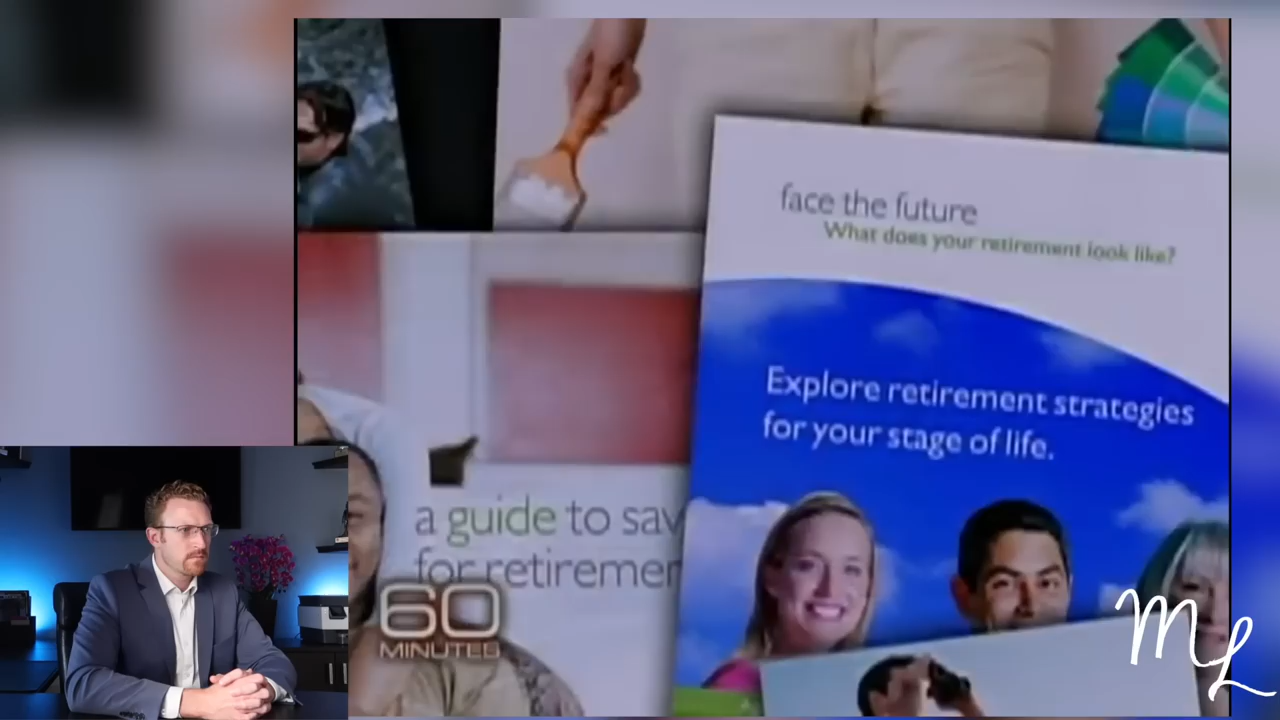 face the future
What does your retirement look like?
Explore retirement strategies
for your stage of life.
a guide to sav
for retiremen
60
MINUTES
ML